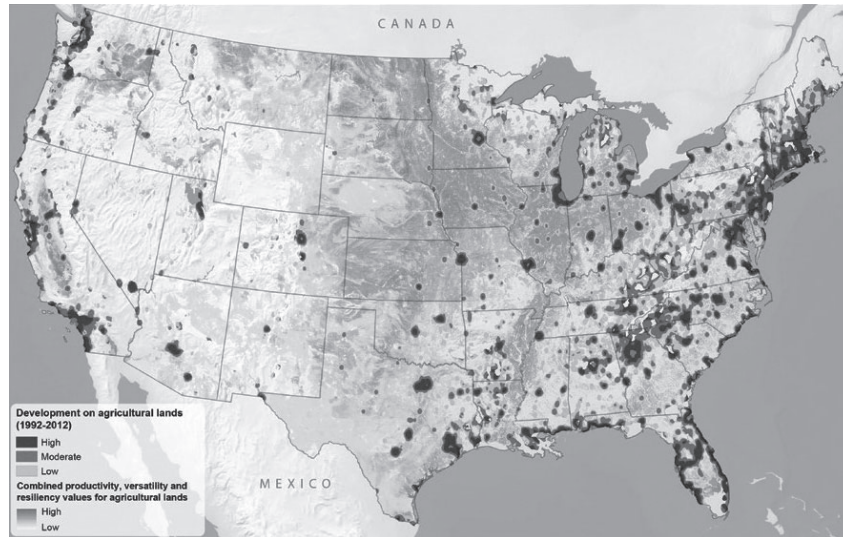 CANADA
MEXICO
Development on agricultural lands
(1992-2012)
High
Moderate
Low
Combined productivity, versatility and
resiliency values for agricultural lands
High
Low